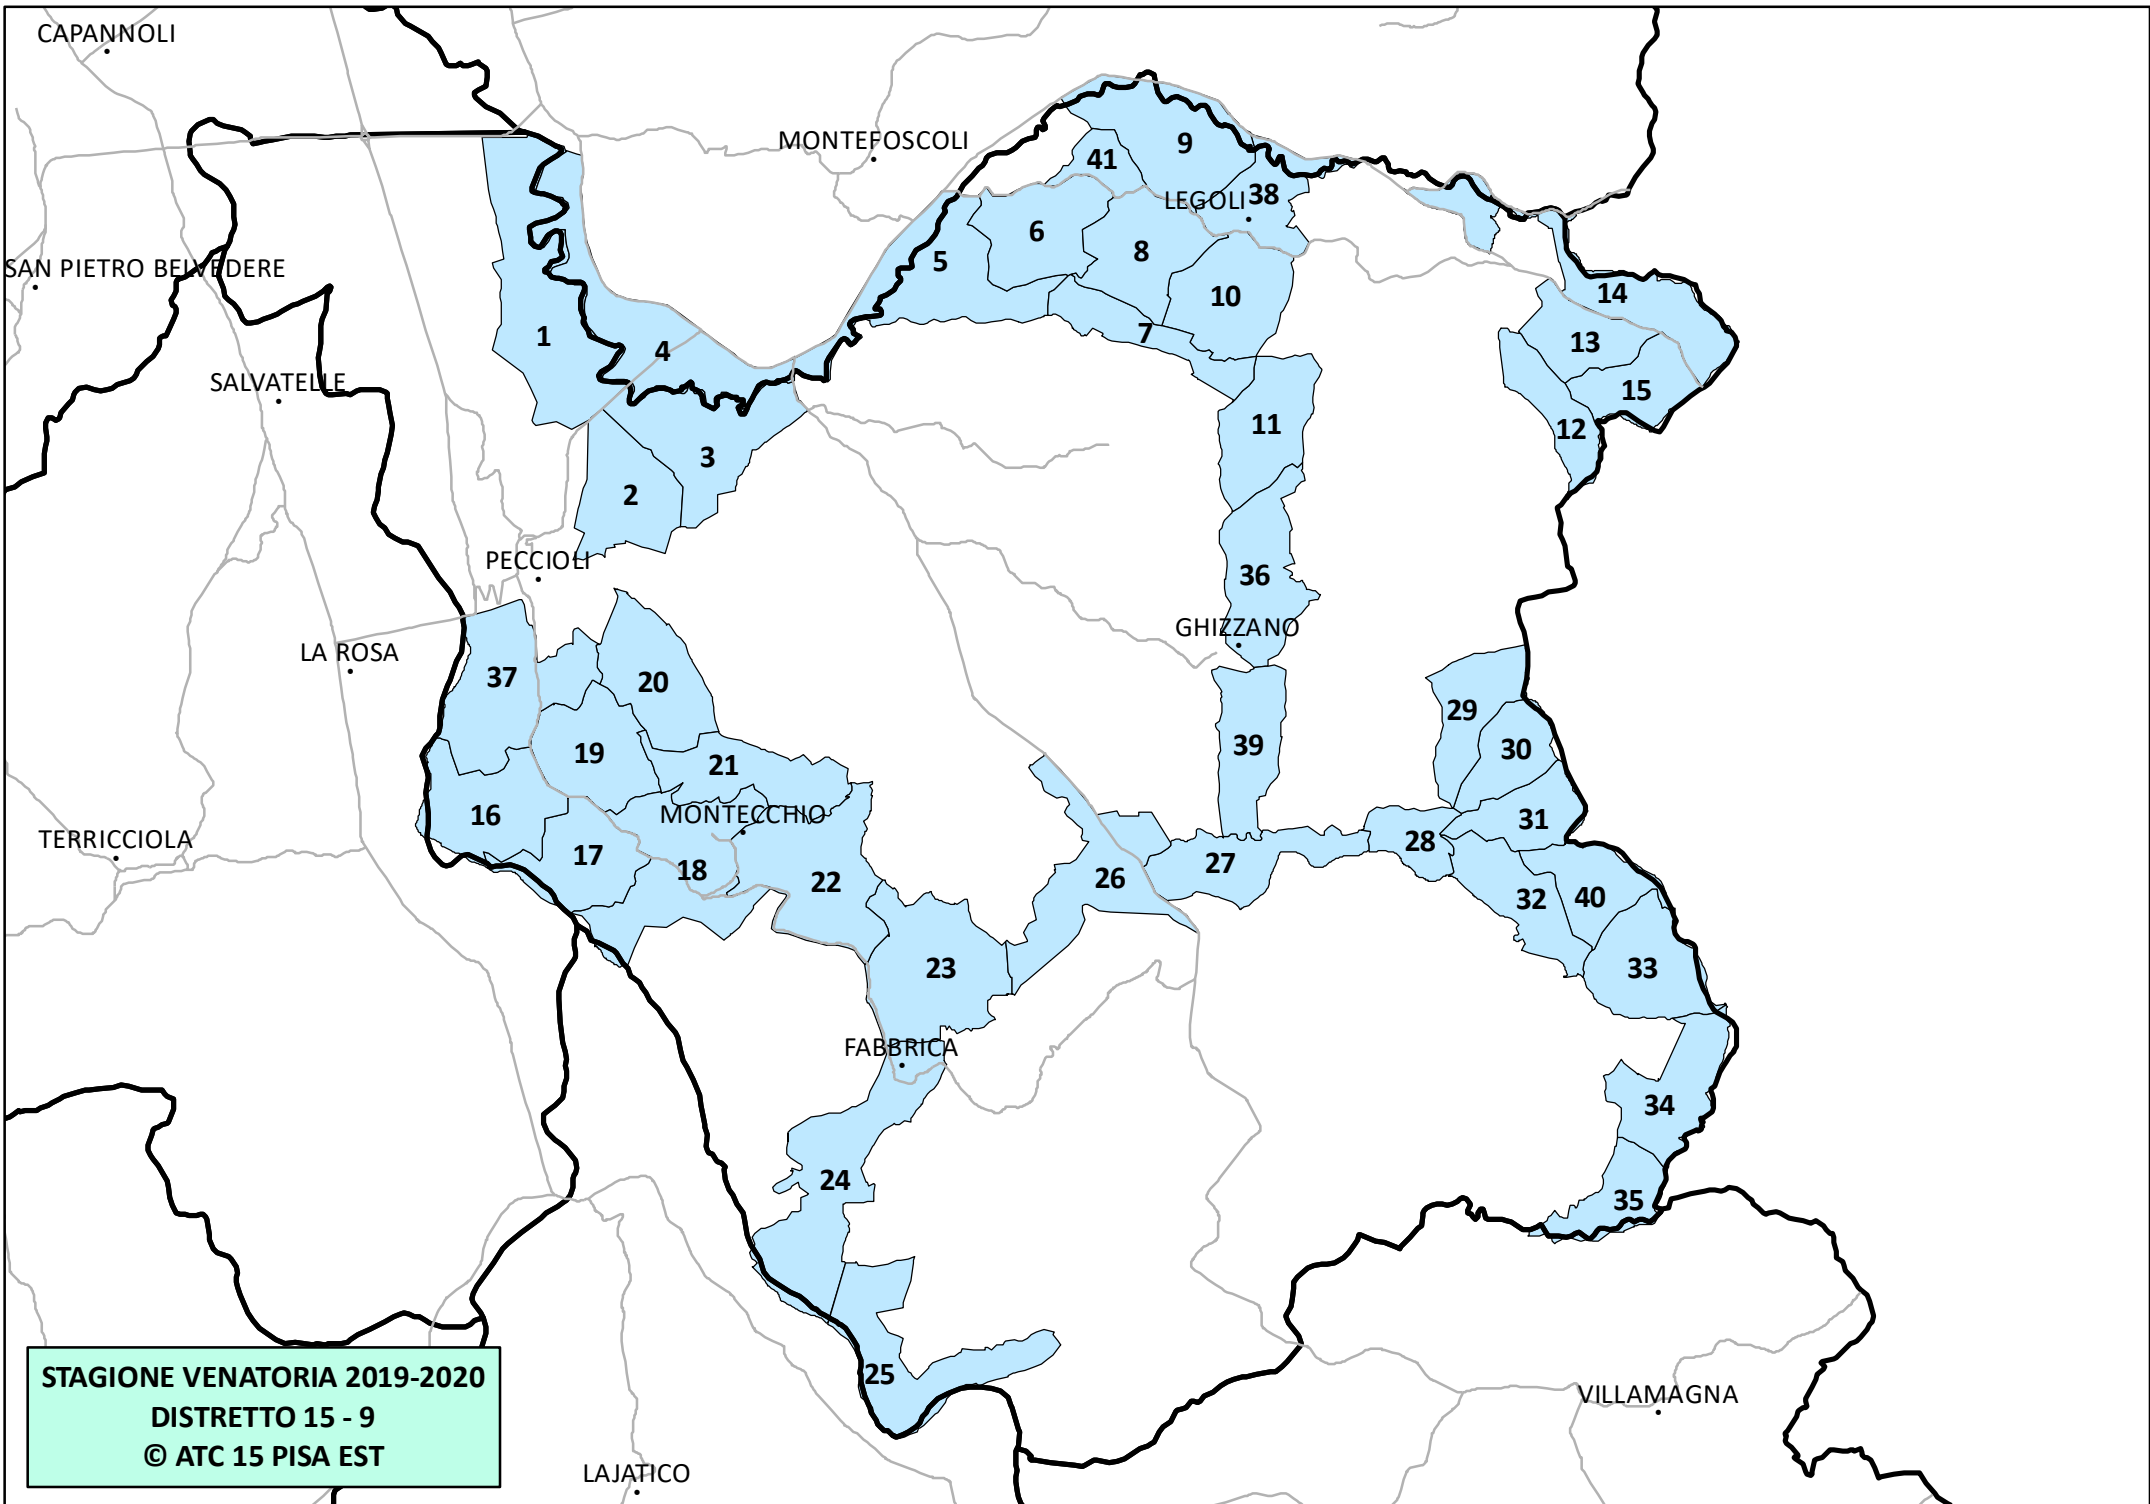 CAPANNOLI
MONTEFOSCOLI
9
41
38
LEGOLI
6
8
5
SAN PIETRO BELVEDERE
10
14
1
7
13
4
SALVATELLE
15
11
12
3
2
PECCIOLI
36
GHIZZANO
LA ROSA
37
20
29
39
30
19
21
16
MONTECCHIO
31
TERRICCIOLA
28
17
27
18
26
22
32
40
23
33
FABBRICA
34
24
35
25
STAGIONE VENATORIA 2019-2020
DISTRETTO 15 - 9
© ATC 15 PISA EST
VILLAMAGNA
LAJATICO